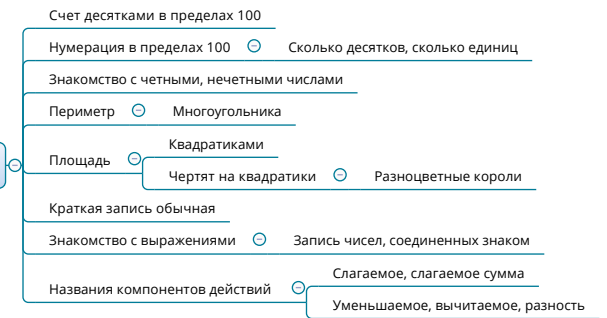 Счет десятками в пределах 100
Нумерация в пределах 100
Сколько десятков, сколько единиц
Знакомство с четными, нечетными числами
Периметр
Многоугольника
Площадь
Квадратиками
Чертят на квадратики
Разноцветные короли
Краткая запись обычная
Знакомство с выражениями
Запись чисел, соединенных знаком
Названия компонентов действий
Слагаемое, слагаемое сумма
Уменьшаемое, вычитаемое, разность